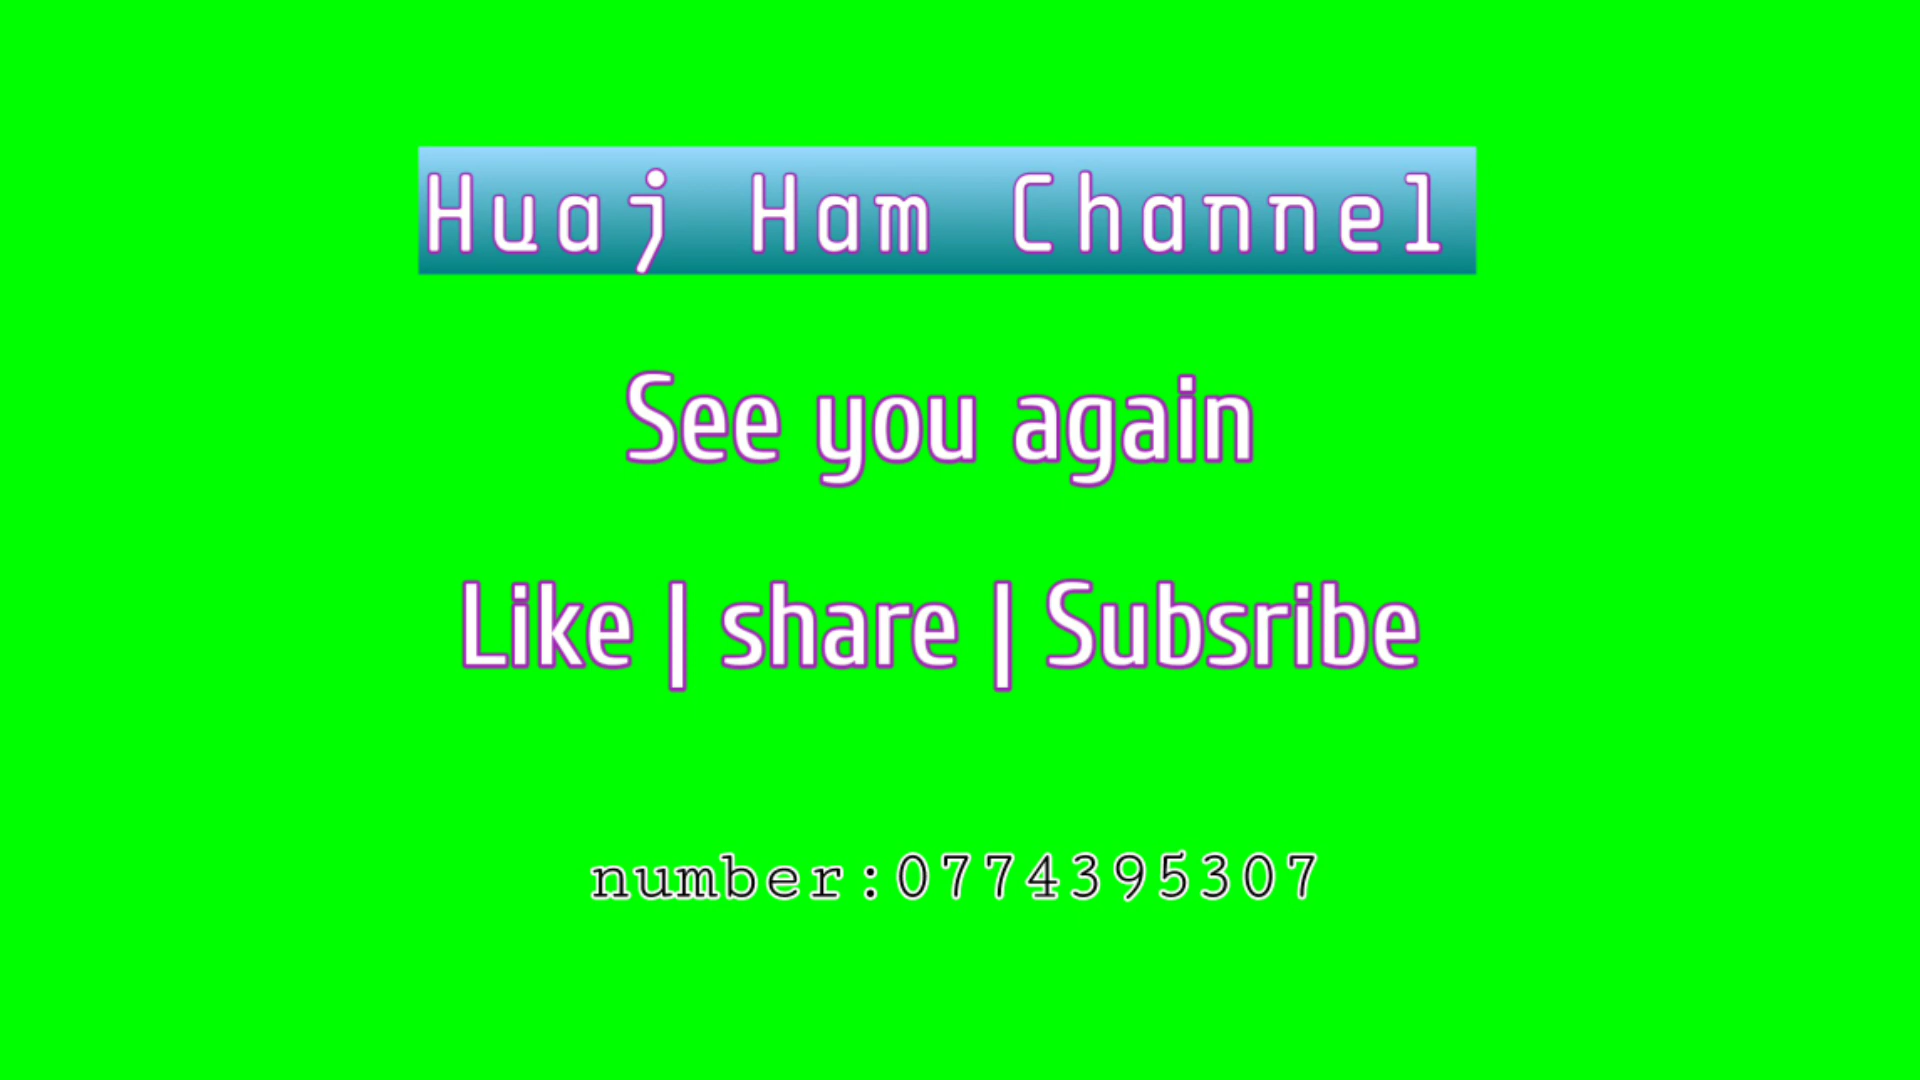 Huaj Ham Channel
See you again
Like | share | Subsribe
number:0774395307